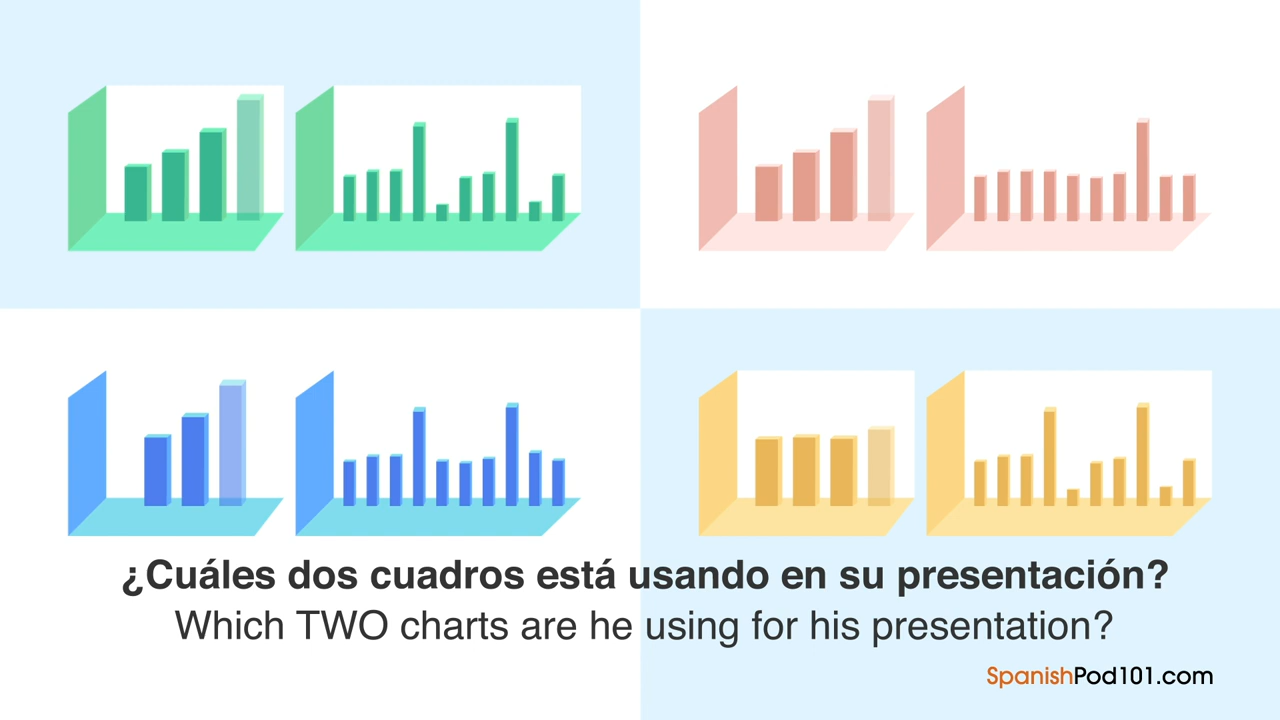 ¿Cuáles dos cuadros está usando en su presentación?
Which TWO charts are he using for his presentation?
SpanishPod101.com